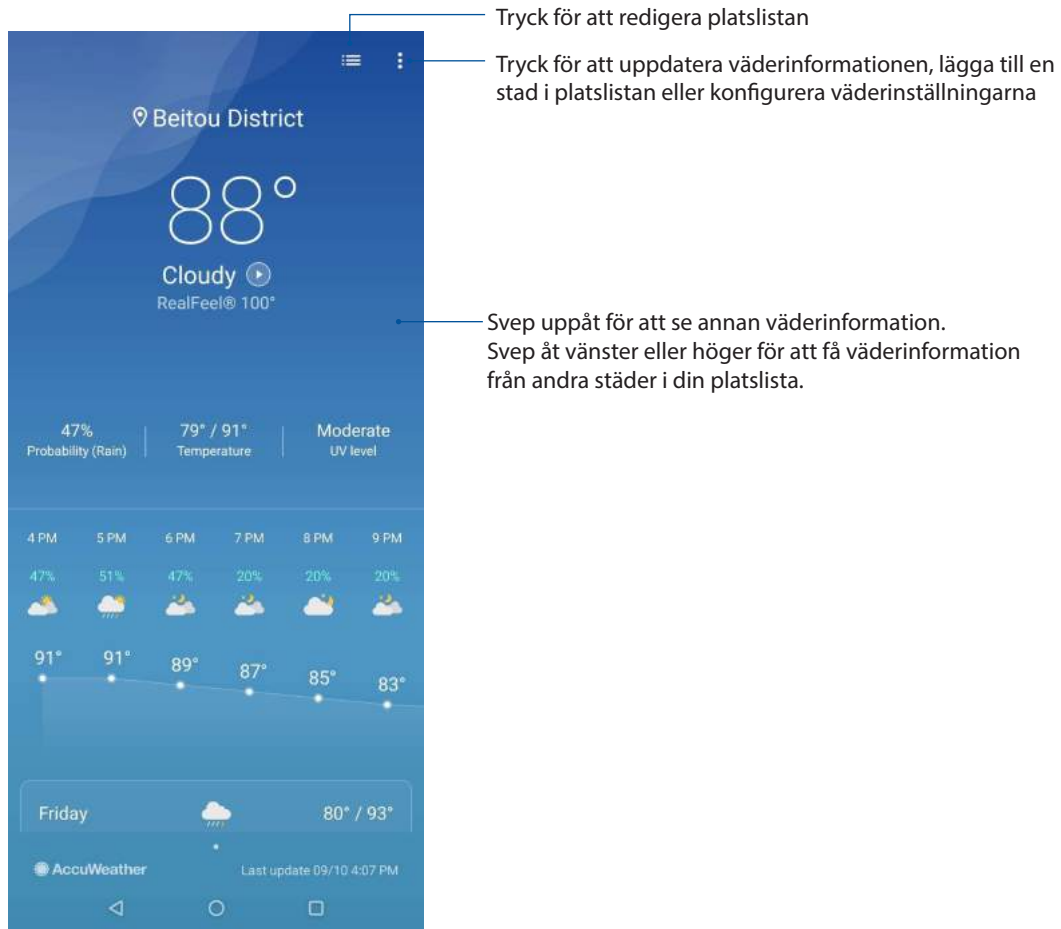 Tryck för att redigera platslistan
Tryck för att uppdatera väderinformationen, lägga till en
stad i platslistan eller konfigurera väderinställningarna
Beitou District
88°
Cloudy
RealFeel® 100°
Svep uppåt för att se annan väderinformation.
Svep åt vänster eller höger för att få väderinformation
från andra städer i din platslista.
47% 79° / 91° Moderate
Probability (Rain) Temperature UV level
4 PM 5 PM 6 PM 7 PM 8 PM 9 PM
47% 51% 47% 20% 20% 20%
91° 91° 89° 87° 85° 83°
Friday 80° / 93°
AccuWeather Last update 09/10 4:07 PM